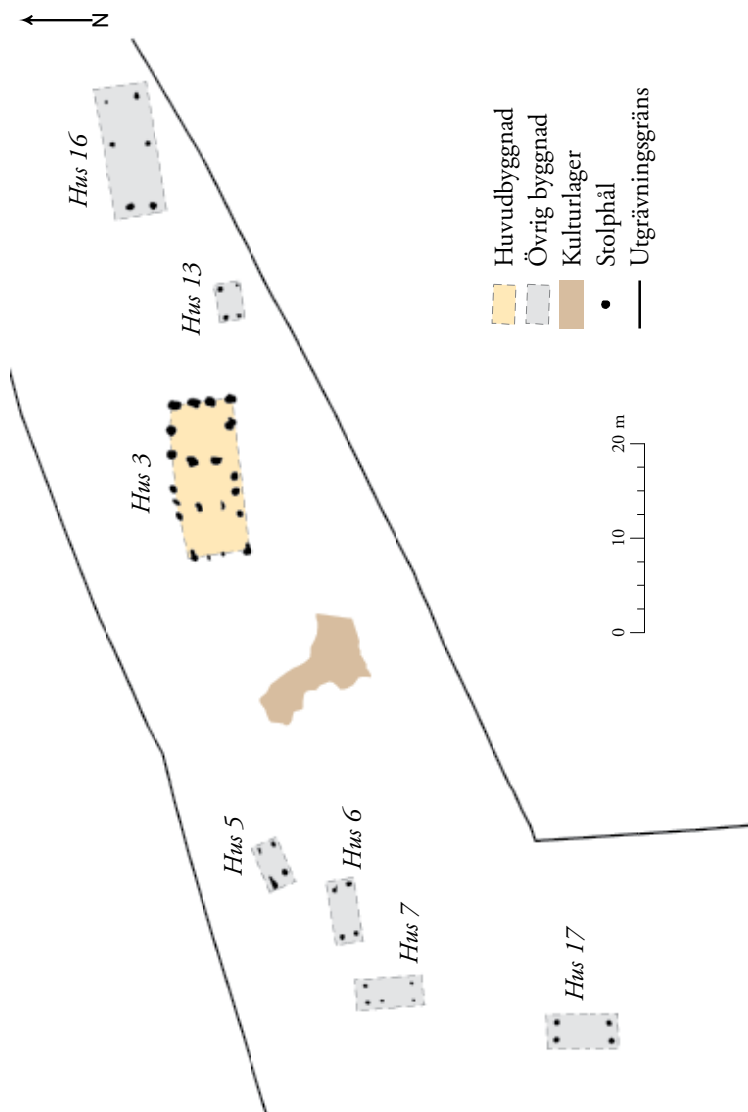 N
Hus 16
Hus 13
Hus 3
Hus 5
Hus 6
Hus 7
Hus 17
Huvudbyggnad
Övrig byggnad
Kulturlager
Stolphål
Utgrävningsgräns
0 10 20 m